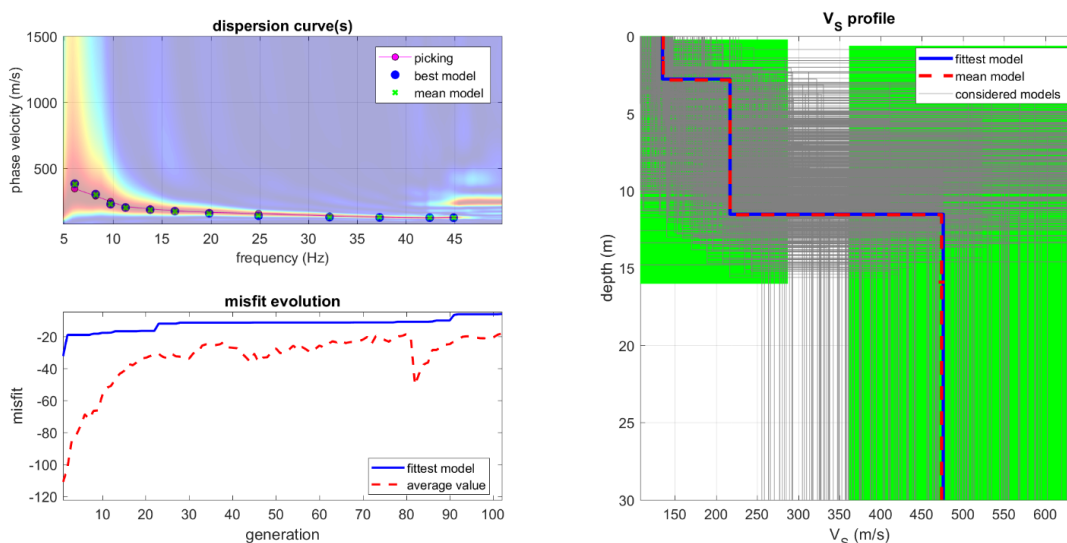 dispersion curve(s)
1500
1000
500
phase velocity (m/s)
picking
best model
mean model
5 10 15 20 25 30 35 40 45
frequency (Hz)
misfit evolution
-20
-40
-60
-80
-100
-120
misfit
fittest model
average value
10 20 30 40 50 60 70 80 90 100
generation
V_S profile
0
5
10
15
20
25
30
depth (m)
fittest model
mean model
considered models
150 200 250 300 350 400 450 500 550 600
V_S (m/s)